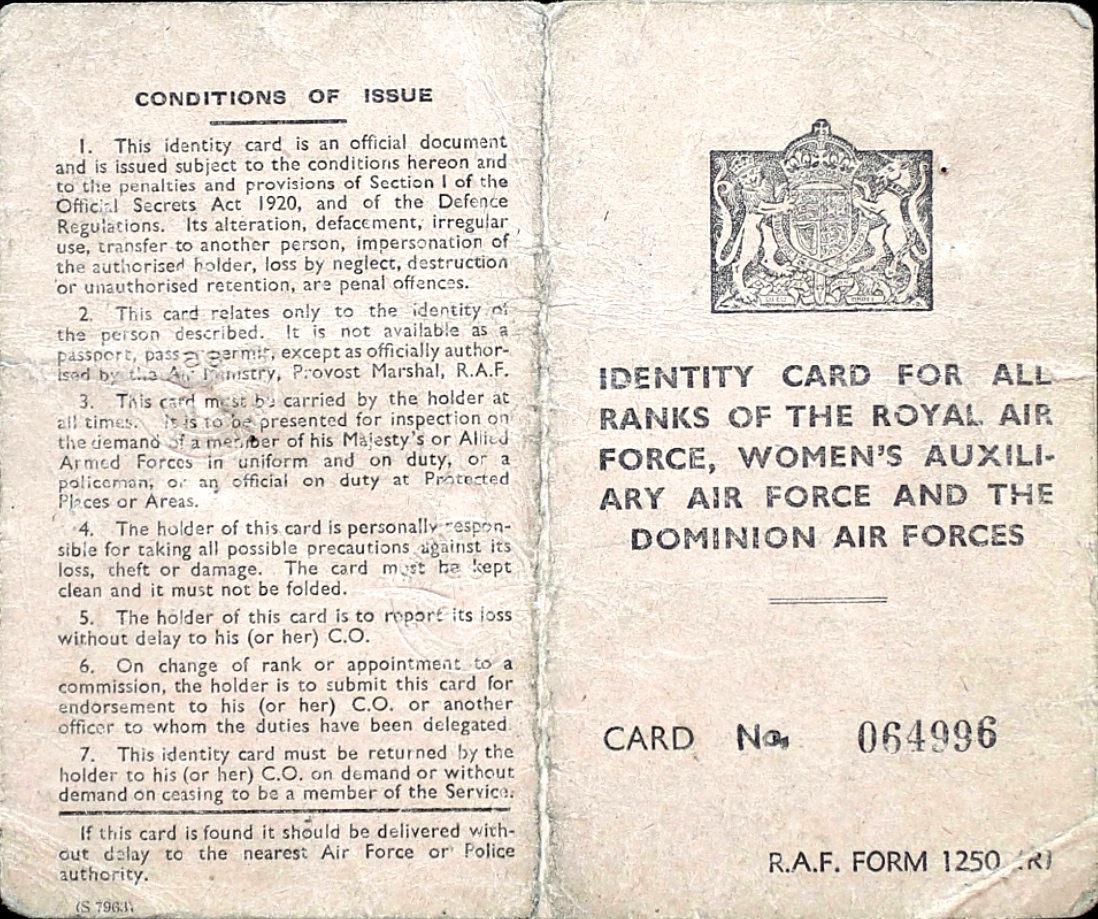 CONDITIONS OF ISSUE
1. This identity card is an official document
and is issued subject to the conditions hereon and
to the penalties and provisions of Section 1 of the
Official Secrets Act 1920, and of the Defence
Regulations. Its alteration, defacement, irregular
use, transfer to another person, impersonation of
the authorised holder, loss by neglect, destruction
or unauthorised retention, are penal offences.
2. This card relates only to the identity of
the person described. It is not available as a
passport, pass or permit, except as officially author-
ised by the Air Ministry, Provost Marshal, R.A.F.
3. This card must be carried by the holder at
all times. It is to be presented for inspection on
the demand of a member of his Majesty's or Allied
Armed Forces in uniform and on duty, or a
policeman, or an official on duty at Protected
Places or Areas.
4. The holder of this card is personally respon-
sible for taking all possible precautions against its
loss, theft or damage. The card must be kept
clean and it must not be folded.
5. The holder of this card is to report its loss
without delay to his (or her) C.O.
6. On change of rank or appointment to a
commission, the holder is to submit this card for
endorsement to his (or her) C.O. or another
officer to whom the duties have been delegated.
7. This identity card must be returned by the
holder to his (or her) C.O. on demand or without
demand on ceasing to be a member of the Service.
If this card is found it should be delivered with-
out delay to the nearest Air Force or Police
authority.
(S 7963)
DIEU DROIT
IDENTITY CARD FOR ALL
RANKS OF THE ROYAL AIR
FORCE, WOMEN'S AUXILI-
ARY AIR FORCE AND THE
DOMINION AIR FORCES
CARD No. 064996
R.A.F. FORM 1250 (R)